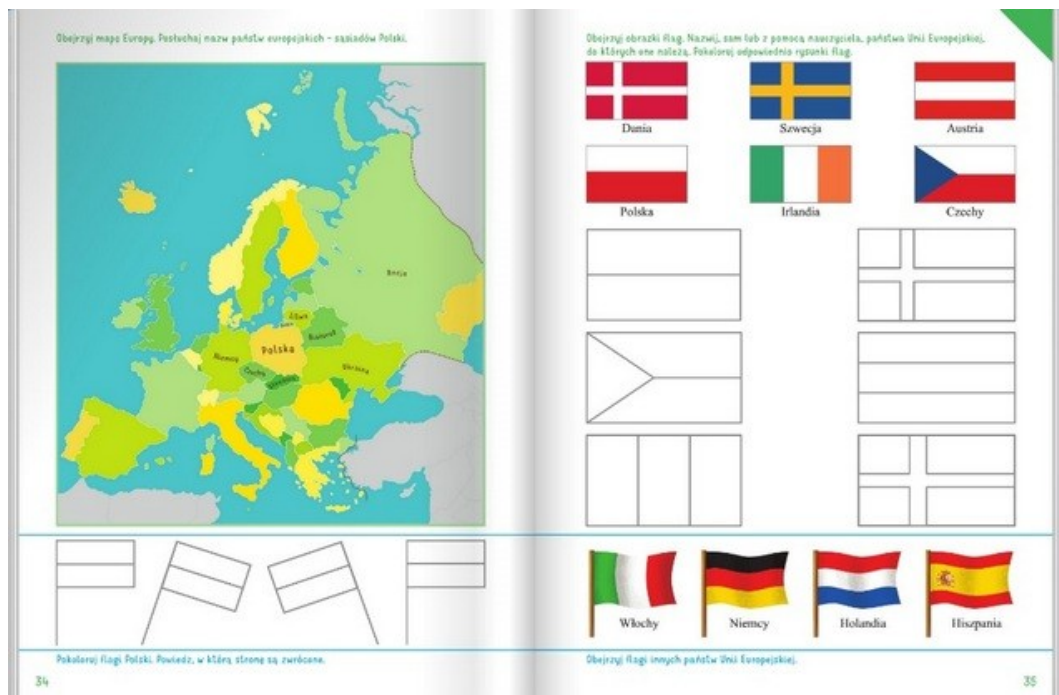 Obejrzyj mapę Europy. Posłuchaj nazw państw europejskich – sąsiadów Polski.
Rosja
Litwa
Rosja
Białoruś
Polska
Niemcy
Ukraina
Czechy
Słowacja
Pokoloruj flagi Polski. Powiedz, w którą stronę są zwrócone.
34
Obejrzyj obrazki flag. Nazwij, sam lub z pomocą nauczyciela, państwa Unii Europejskiej,
do których one należą. Pokoloruj odpowiednio rysunki flag.
Dania Szwecja Austria
Polska Irlandia Czechy
Włochy Niemcy Holandia Hiszpania
Obejrzyj flagi innych państw Unii Europejskiej.
35